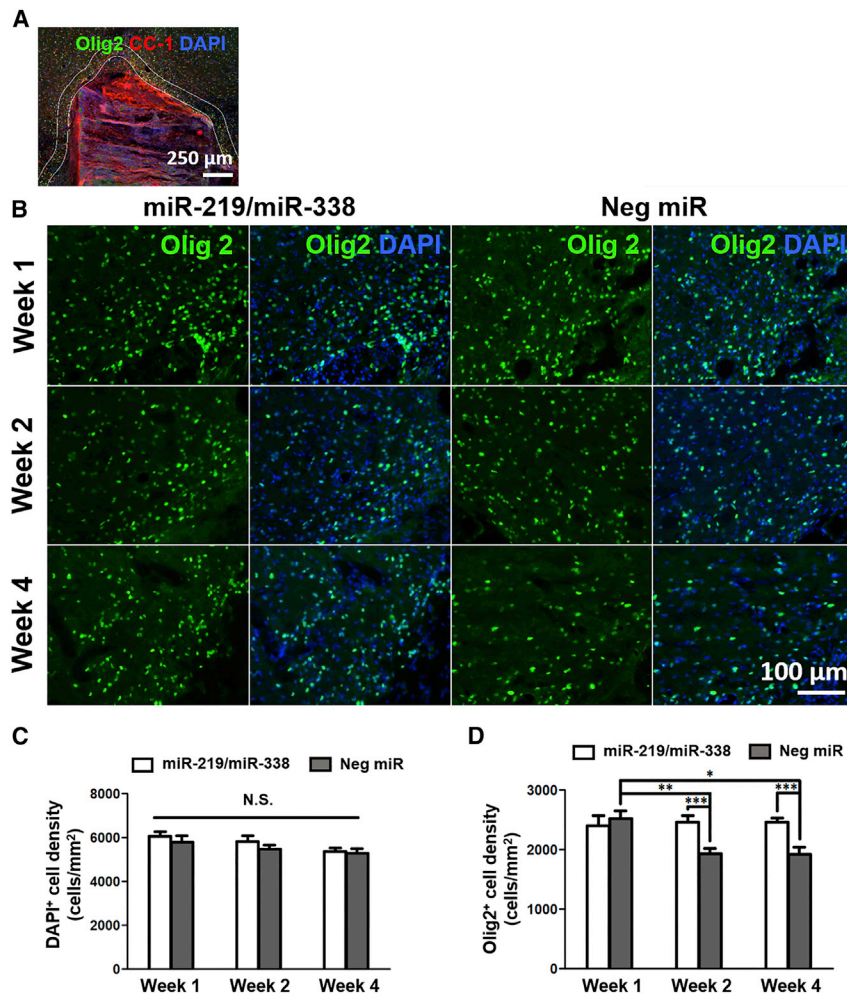 A
Olig2 CC-1 DAPI
250 µm
B
miR-219/miR-338
Neg miR
Olig 2
Olig2 DAPI
Olig 2
Olig2 DAPI
Week 1
Week 2
Week 4
100 µm
C
miR-219/miR-338
Neg miR
N.S.
DAPI⁺ cell density
(cells/mm²)
8000
6000
4000
2000
0
Week 1
Week 2
Week 4
D
miR-219/miR-338
Neg miR
*
**
***
***
Olig2⁺ cell density
(cells/mm²)
3000
2000
1000
0
Week 1
Week 2
Week 4